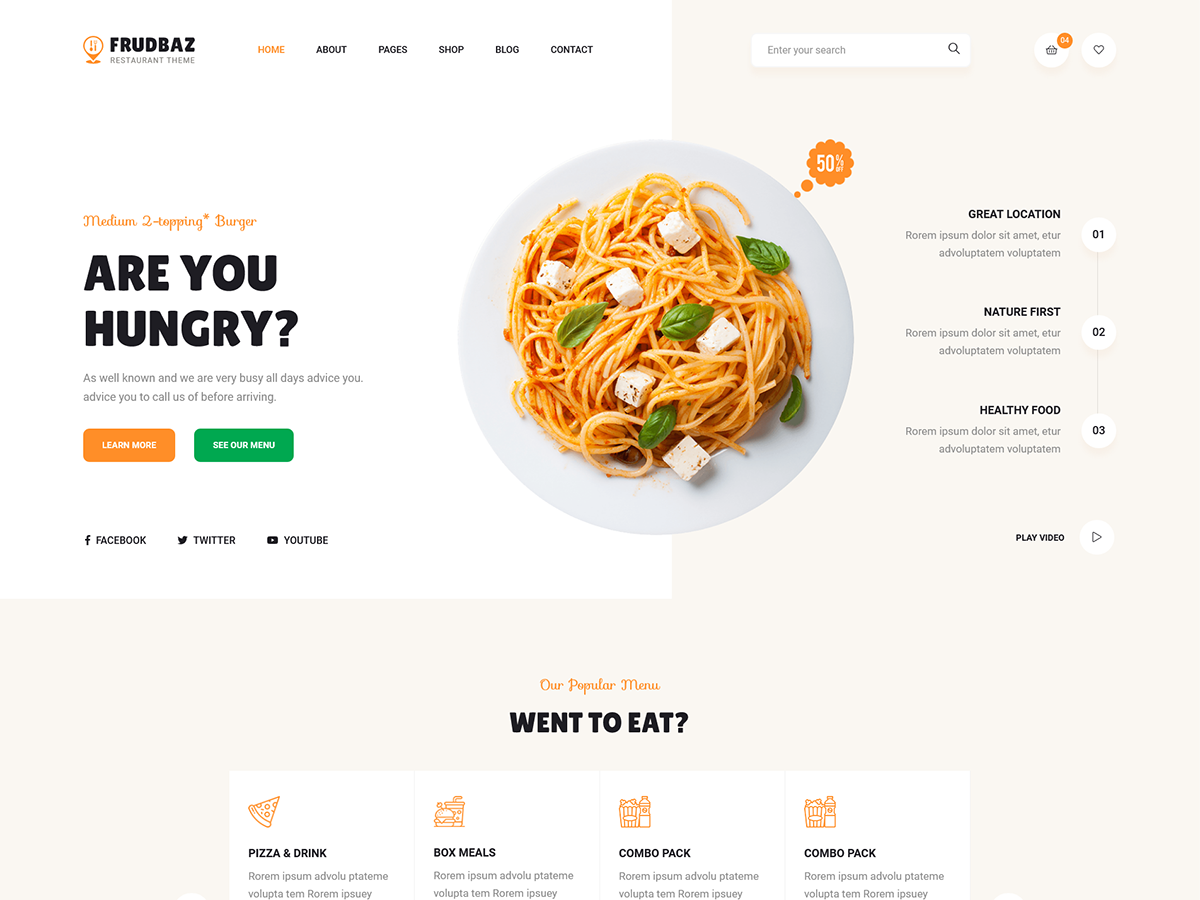 FRUDBAZ
RESTAURANT THEME
HOME ABOUT PAGES SHOP BLOG CONTACT
Enter your search
04
50% OFF
Medium 2-topping* Burger
ARE YOU
HUNGRY?
As well known and we are very busy all days advice you.
advice you to call us of before arriving.
LEARN MORE SEE OUR MENU
FACEBOOK TWITTER YOUTUBE
GREAT LOCATION
Rorem ipsum dolor sit amet, etur
advoluptatem voluptatem
01
NATURE FIRST
Rorem ipsum dolor sit amet, etur
advoluptatem voluptatem
02
HEALTHY FOOD
Rorem ipsum dolor sit amet, etur
advoluptatem voluptatem
03
PLAY VIDEO
Our Popular Menu
WENT TO EAT?
PIZZA & DRINK
Rorem ipsum advolu ptateme
volupta tem Rorem ipsuey
BOX MEALS
Rorem ipsum advolu ptateme
volupta tem Rorem ipsuey
COMBO PACK
Rorem ipsum advolu ptateme
volupta tem Rorem ipsuey
COMBO PACK
Rorem ipsum advolu ptateme
volupta tem Rorem ipsuey